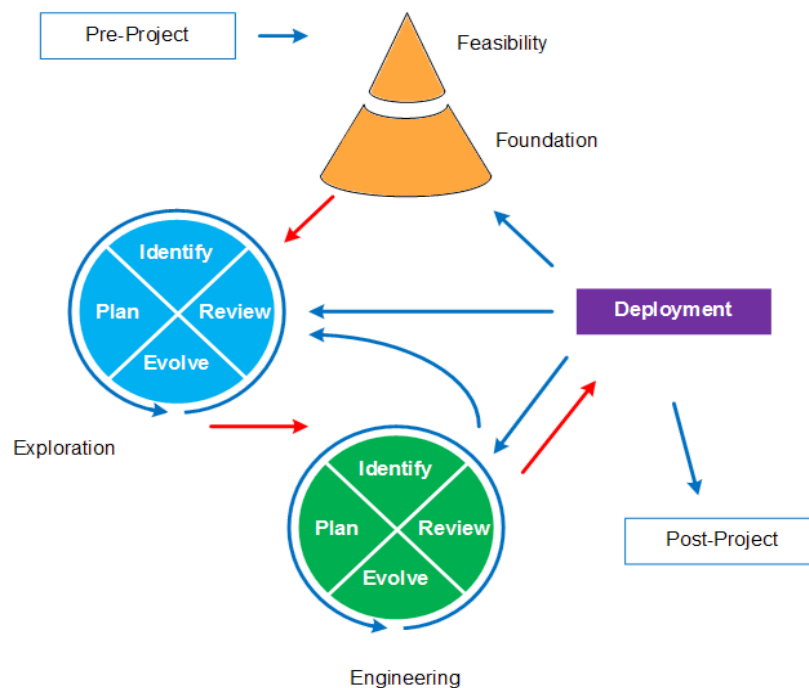 Pre-Project
Feasibility
Foundation
Identify
Plan
Review
Evolve
Deployment
Exploration
Identify
Plan
Review
Evolve
Post-Project
Engineering